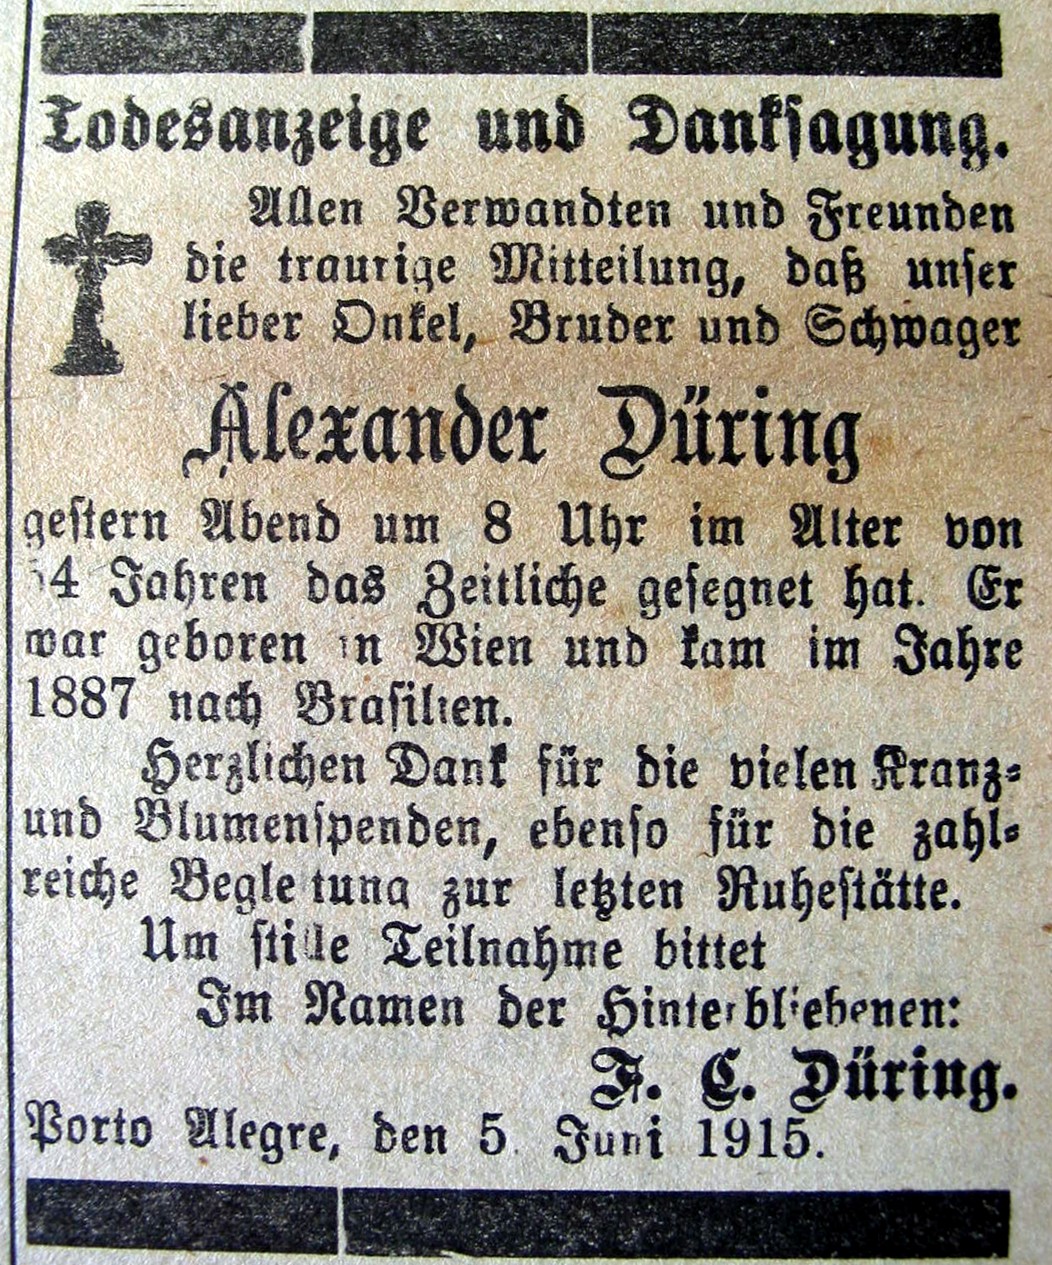 Todesanzeige und Danksagung.
Allen Verwandten und Freunden
die traurige Mitteilung, daß unser
lieber Onkel, Bruder und Schwager
Alexander Düring
gestern Abend um 8 Uhr im Alter von
Jahren das Zeitliche gesegnet hat. Er
war geboren in Wien und kam im Jahre
1887 nach Brasilien.
Herzlichen Dank für die vielen Kranz-
und Blumenspenden, ebenso für die zahl-
reiche Begleitung zur letzten Ruhestätte.
Um stille Teilnahme bittet
Im Namen der Hinterbliebenen:
F. C. Düring.
Porto Alegre, den 5. Juni 1915.